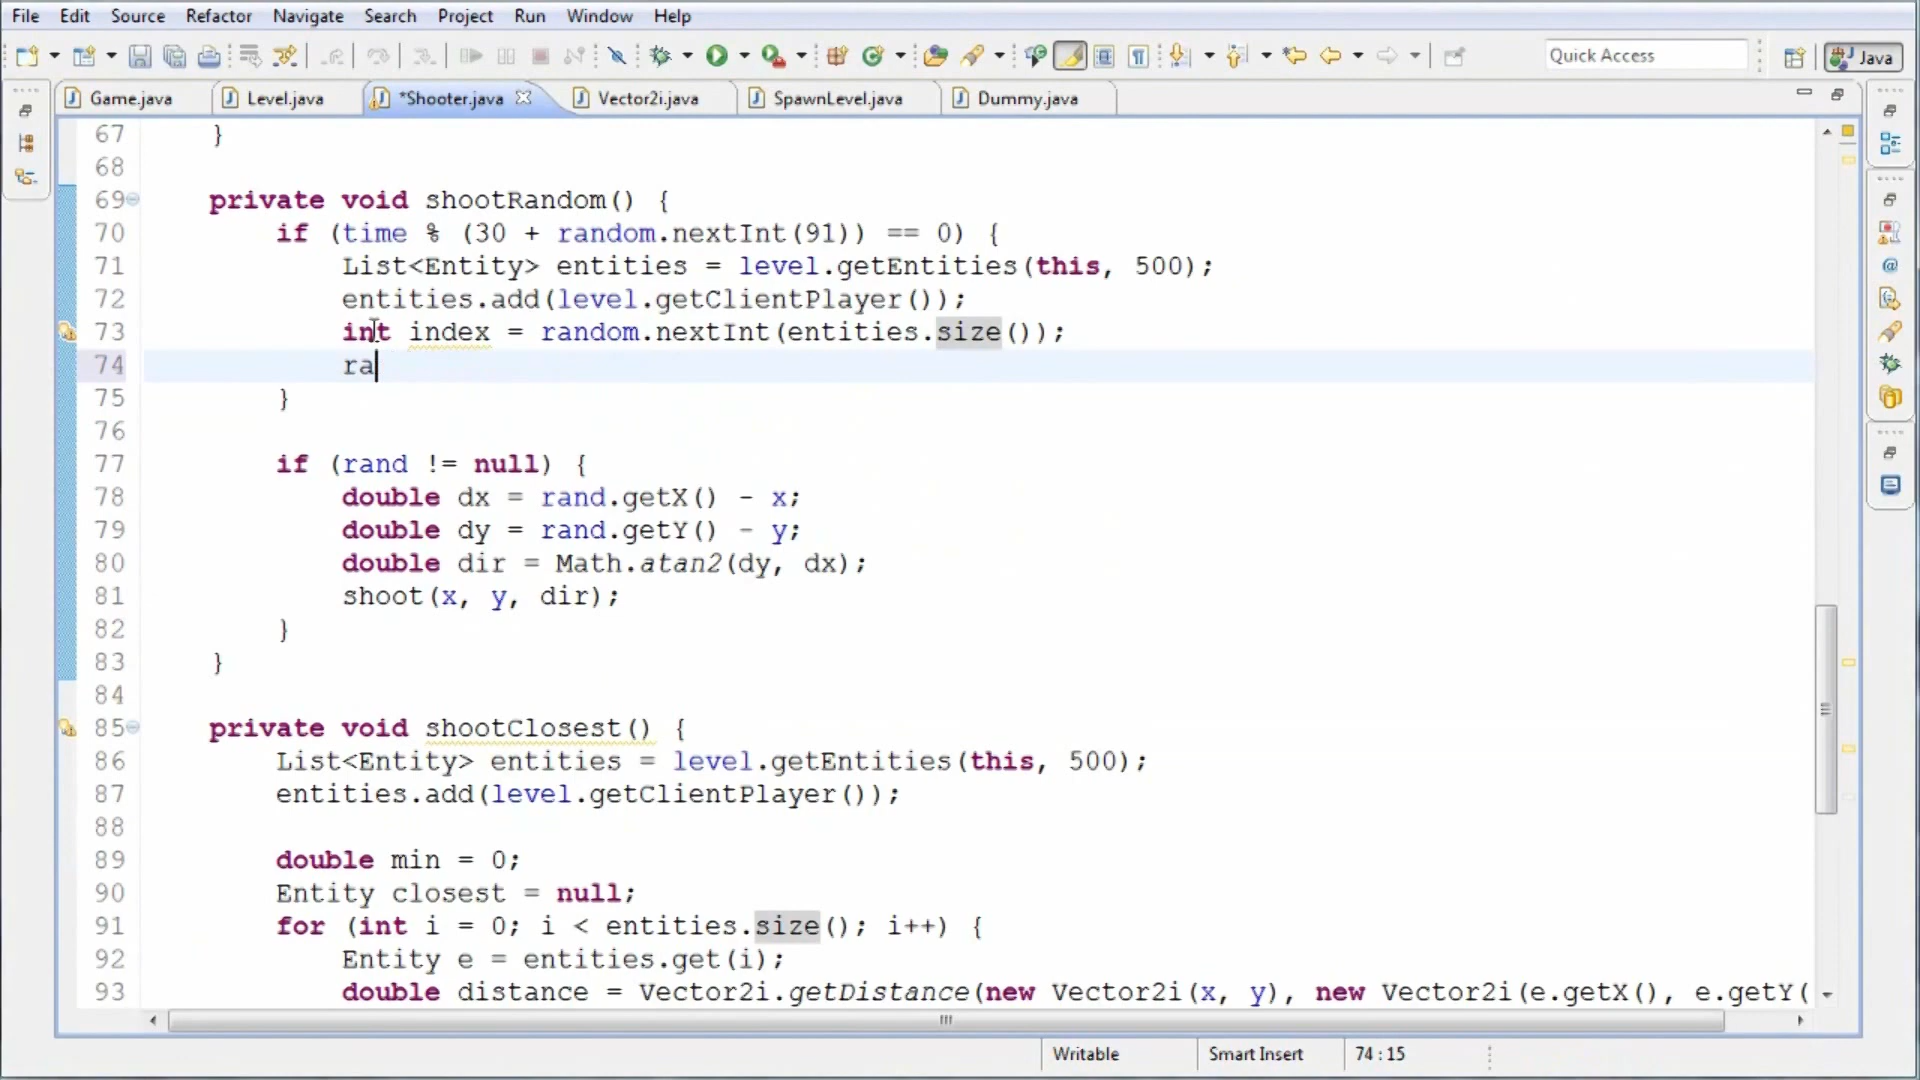 File Edit Source Refactor Navigate Search Project Run Window Help
Quick Access Java
Game.java Level.java *Shooter.java Vector2i.java SpawnLevel.java Dummy.java
67 }
68
69 private void shootRandom() {
70 if (time % (30 + random.nextInt(91)) == 0) {
71 List<Entity> entities = level.getEntities(this, 500);
72 entities.add(level.getClientPlayer());
73 int index = random.nextInt(entities.size());
74 ra
75 }
76
77 if (rand != null) {
78 double dx = rand.getX() - x;
79 double dy = rand.getY() - y;
80 double dir = Math.atan2(dy, dx);
81 shoot(x, y, dir);
82 }
83 }
84
85 private void shootClosest() {
86 List<Entity> entities = level.getEntities(this, 500);
87 entities.add(level.getClientPlayer());
88
89 double min = 0;
90 Entity closest = null;
91 for (int i = 0; i < entities.size(); i++) {
92 Entity e = entities.get(i);
93 double distance = Vector2i.getDistance(new Vector2i(x, y), new Vector2i(e.getX(), e.getY(
Writable Smart Insert 74 : 15